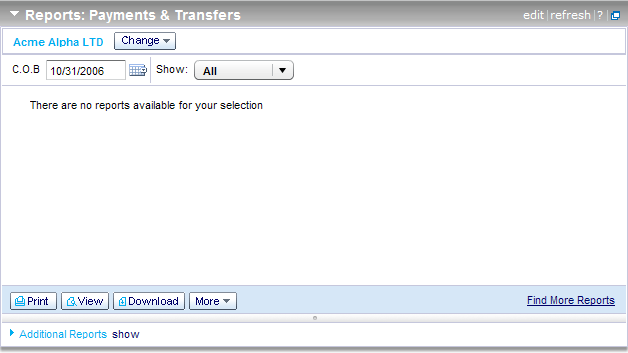 Reports: Payments & Transfers edit | refresh | ? |
Acme Alpha LTD Change
C.O.B 10/31/2006 Show: All
There are no reports available for your selection
Print View Download More Find More Reports
Additional Reports show